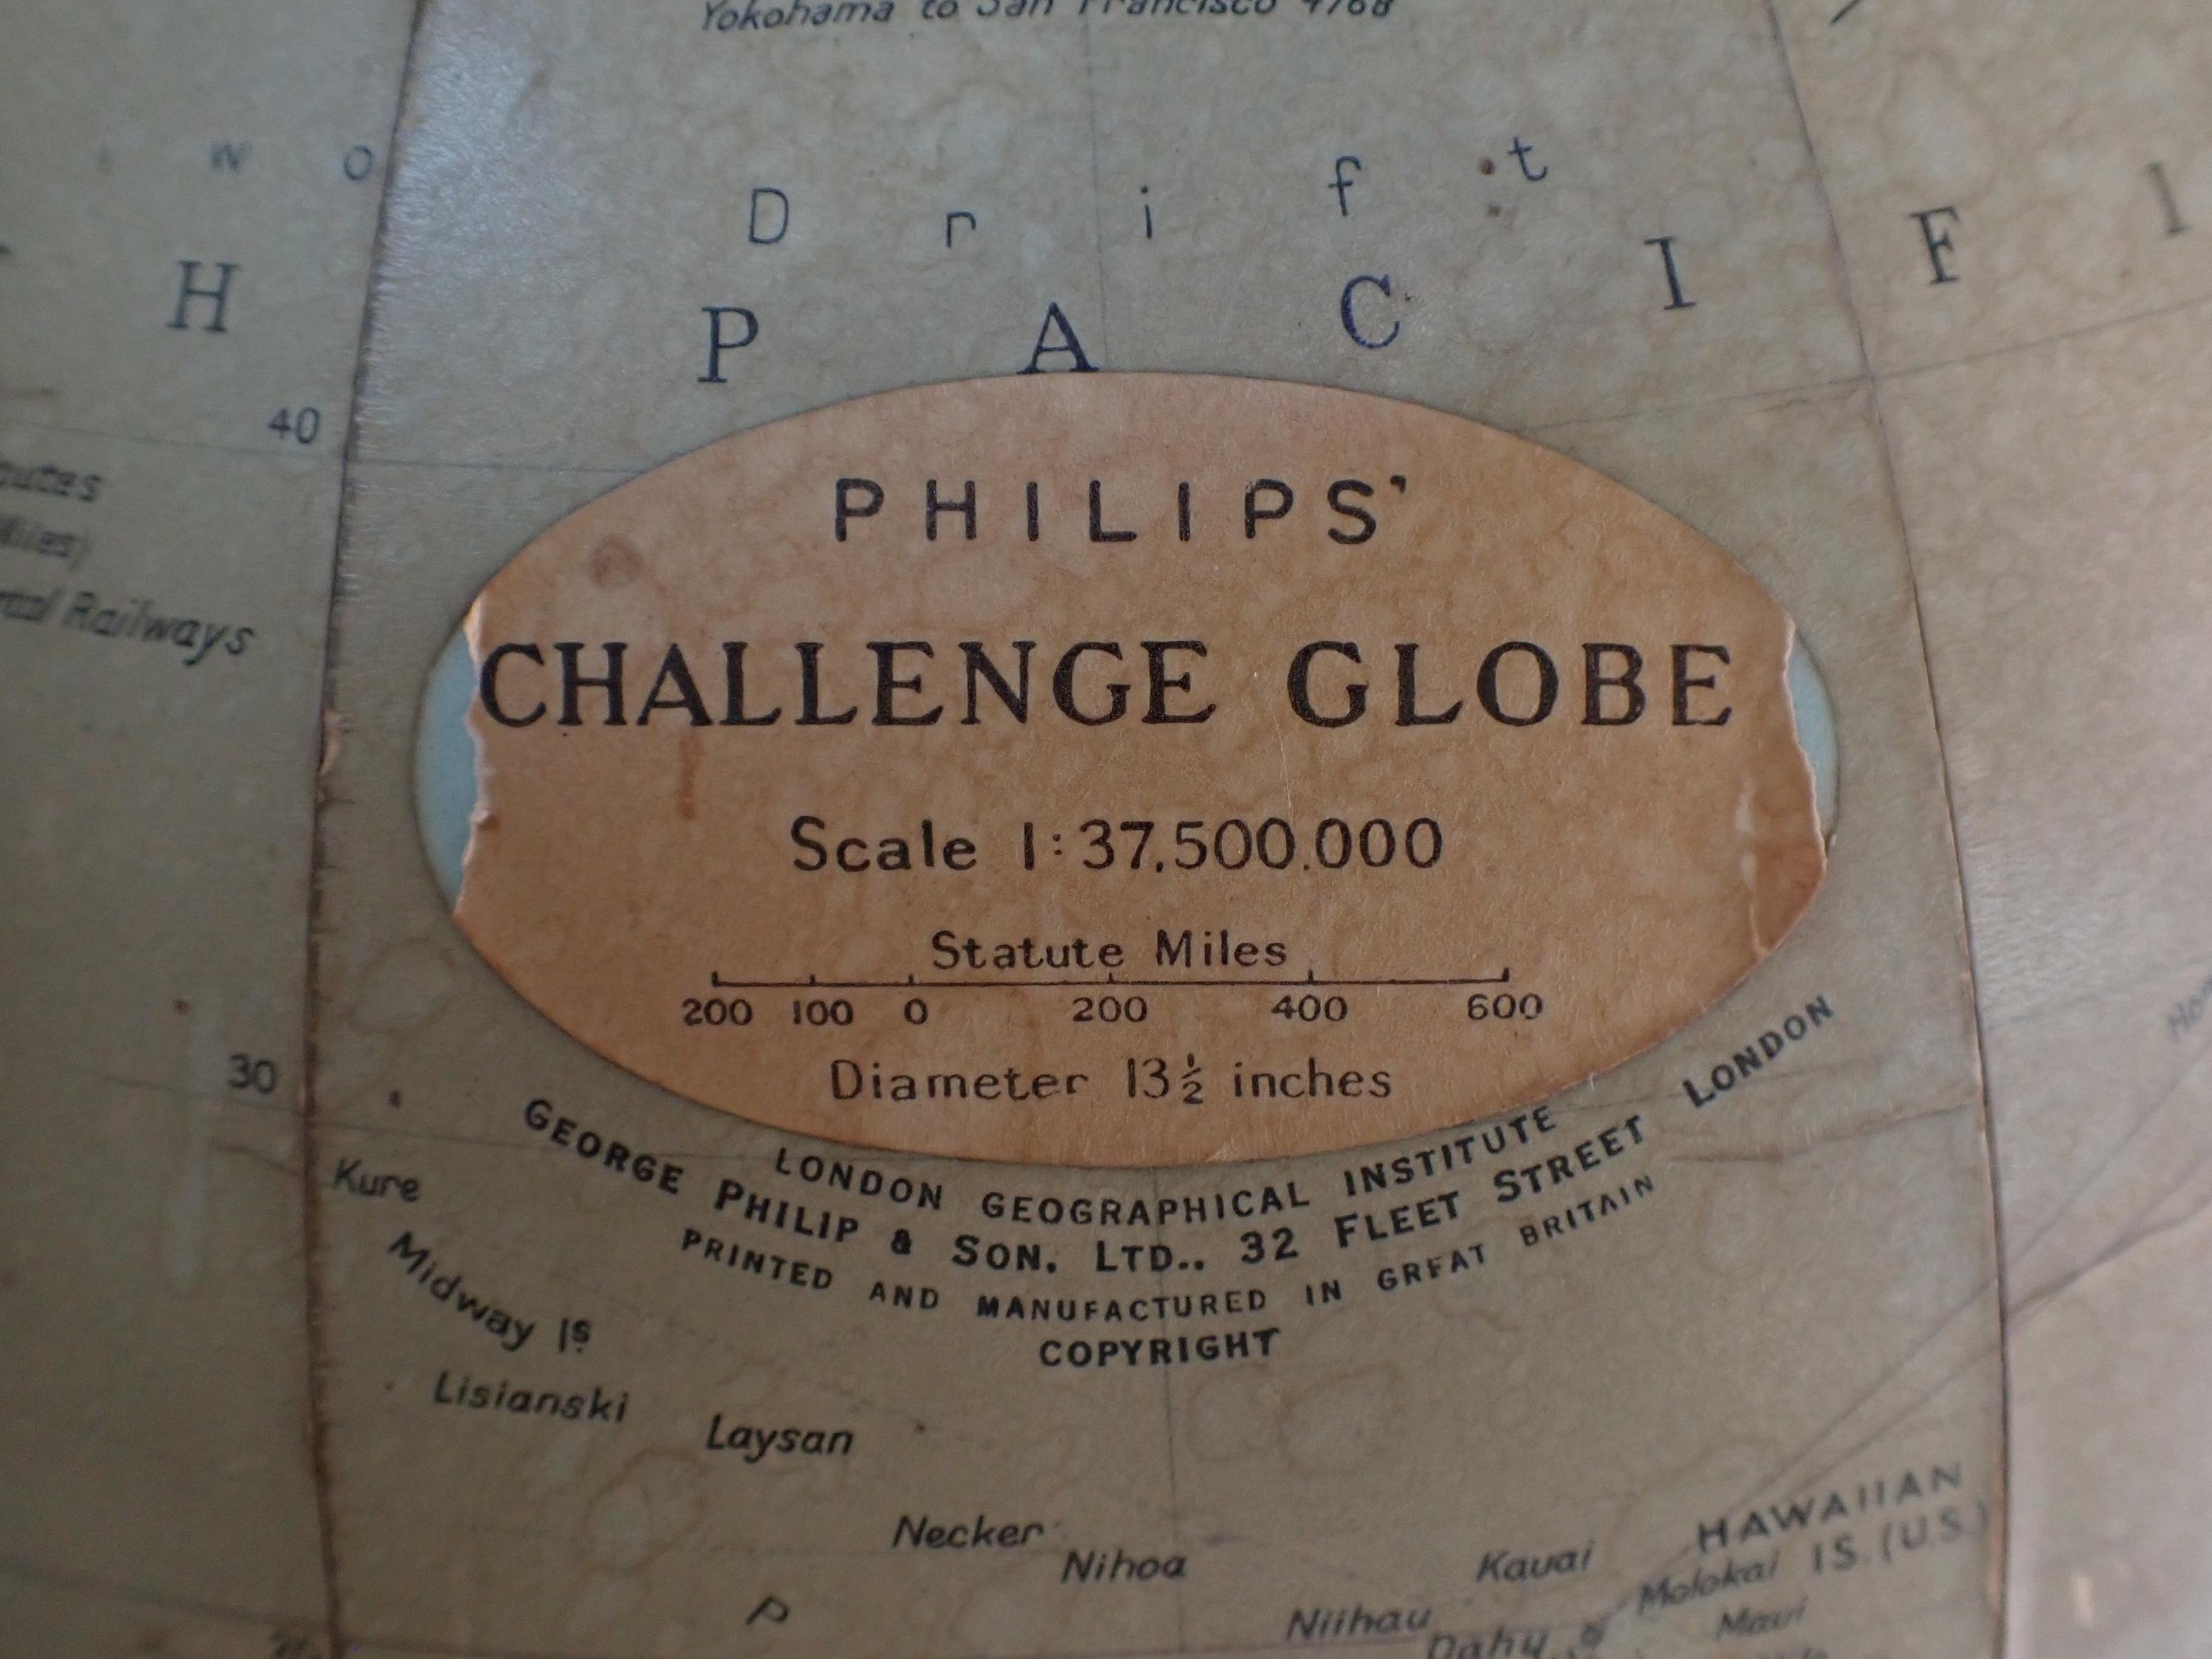 Yokohama to San Francisco 4768
w o
D r i f t
H P A C I F I
40
Railways
PHILIPS'
CHALLENGE GLOBE
Scale 1:37,500.000
Statute Miles
200 100 0 200 400 600
Diameter 13½ inches
30
LONDON GEOGRAPHICAL INSTITUTE
GEORGE PHILIP & SON. LTD., 32 FLEET STREET LONDON
PRINTED AND MANUFACTURED IN GREAT BRITAIN
COPYRIGHT
Kure
Midway Is.
Lisianski
Laysan
Necker
Nihoa
P
Niihau
Kauai
Oahu
HAWAIIAN
IS. (U.S.)
Molokai
Maui